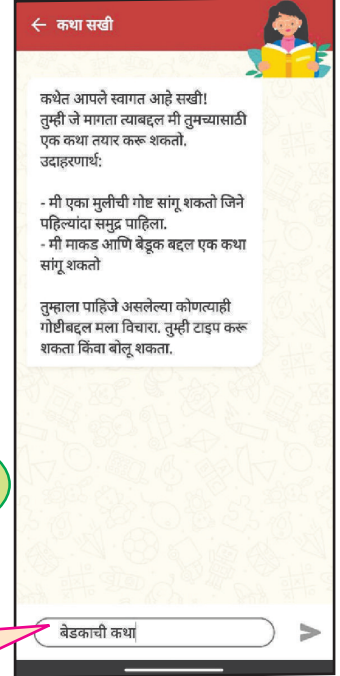 ← कथा सखी
कथेत आपले स्वागत आहे सखी!
तुम्ही जे मागता त्याबद्दल मी तुमच्यासाठी
एक कथा तयार करू शकतो.
उदाहरणार्थ:
- मी एका मुलीची गोष्ट सांगू शकतो जिने
पहिल्यांदा समुद्र पाहिला.
- मी माकड आणि बेडूक बद्दल एक कथा
सांगू शकतो
तुम्हाला पाहिजे असलेल्या कोणत्याही
गोष्टीबद्दल मला विचारा. तुम्ही टाइप करू
शकता किंवा बोलू शकता.
बेडकाची कथा